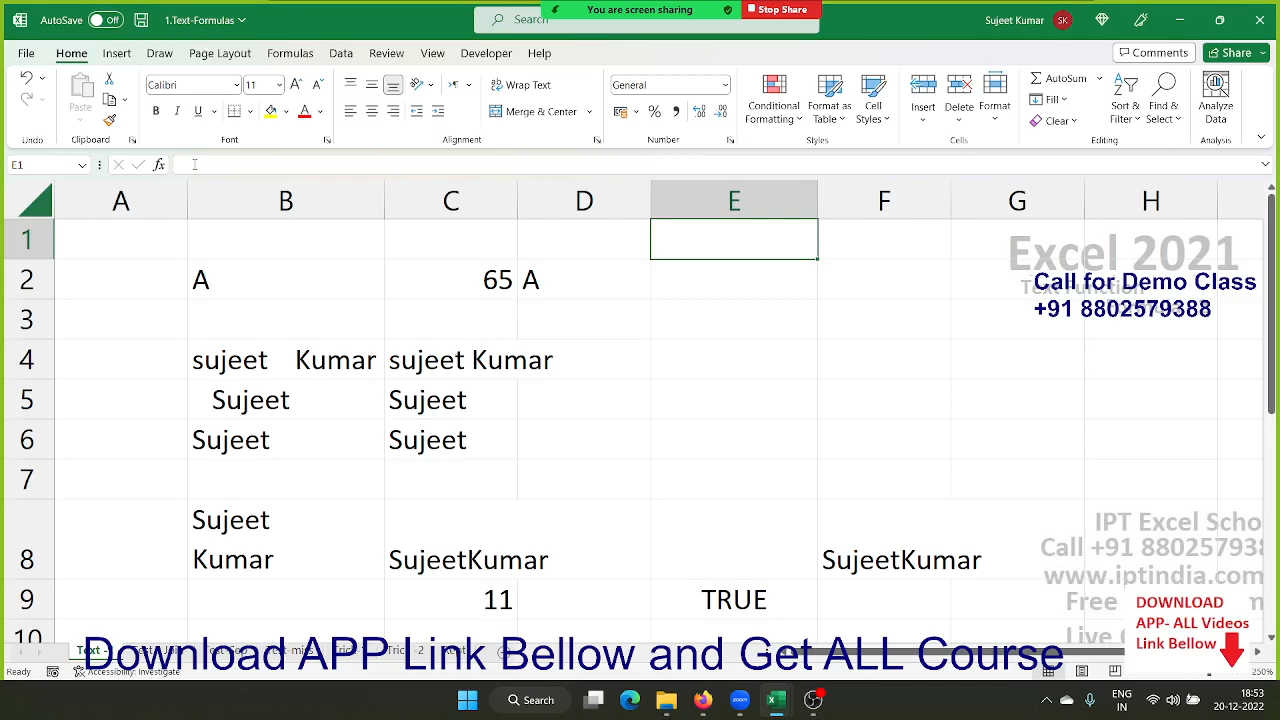 1.Text-Formulas
AutoSave Off
Search
You are screen sharing
Stop Share
Sujeet Kumar SK
File Home Insert Draw Page Layout Formulas Data Review View Developer Help
Comments Share
Undo
Paste
Clipboard
Calibri 11
B I U
Font
Wrap Text
Merge & Center
Alignment
General
Number
Conditional Formatting
Format as Table
Cell Styles
Styles
Insert Delete Format
Cells
AutoSum
Fill
Clear
Sort & Filter
Find & Select
Editing
Analyze Data
Analysis
E1 fx
A B C D E F G H
1
2 A 65 A
3
4 sujeet Kumar sujeet Kumar
5 Sujeet Sujeet
6 Sujeet Sujeet
7
Sujeet
8 Kumar SujeetKumar SujeetKumar
9 11 TRUE
10
Excel 2021
Call for Demo Class
+91 8802579388
IPT Excel Scho
Call +91 880257938
www.iptindia.com
Free
Live
DOWNLOAD
APP- ALL Videos
Link Bellow
Download APP Link Bellow and Get ALL Course
Ready Accessibility: Investigate 250%
Search
ENG
IN
18:53
20-12-2022